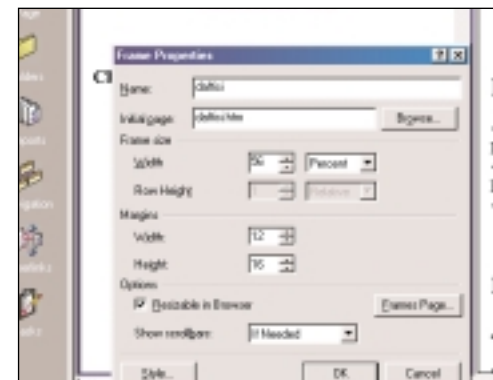 Frame Properties
Name:
Initial page:
Browse...
Frame size
Width:
Percent
Row Height:
Relative
Margins
Width: 12
Height: 16
Options
Resizable in Browser
Frames Page...
Show scrollbars:
If Needed
Style...
OK
Cancel